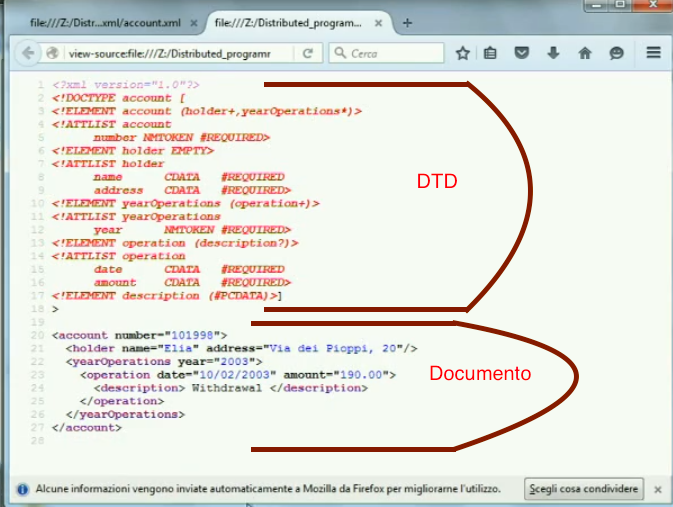 file:///Z:/Distr...xml/account.xml × file:///Z:/Distributed_program... × +
view-source:file:///Z:/Distributed_progamr Cerca
1 <?xml version="1.0"?>
2 <!DOCTYPE account [
3 <!ELEMENT account (holder+,yearOperations*)>
4 <!ATTLIST account
5 number NMTOKEN #REQUIRED>
6 <!ELEMENT holder EMPTY>
7 <!ATTLIST holder
8 name CDATA #REQUIRED
9 address CDATA #REQUIRED>
10 <!ELEMENT yearOperations (operation+)>
11 <!ATTLIST yearOperations
12 year NMTOKEN #REQUIRED>
13 <!ELEMENT operation (description?)>
14 <!ATTLIST operation
15 date CDATA #REQUIRED
16 amount CDATA #REQUIRED>
17 <!ELEMENT description (#PCDATA)>]
18 >
DTD
19
20 <account number="101998">
21 <holder name="Elia" address="Via dei Pioppi, 20"/>
22 <yearOperations year="2003">
23 <operation date="10/02/2003" amount="190.00">
24 <description> Withdrawal </description>
25 </operation>
26 </yearOperations>
27 </account>
28
Documento
Alcune informazioni vengono inviate automaticamente a Mozilla da Firefox per migliorarne l'utilizzo. Scegli cosa condividere ×